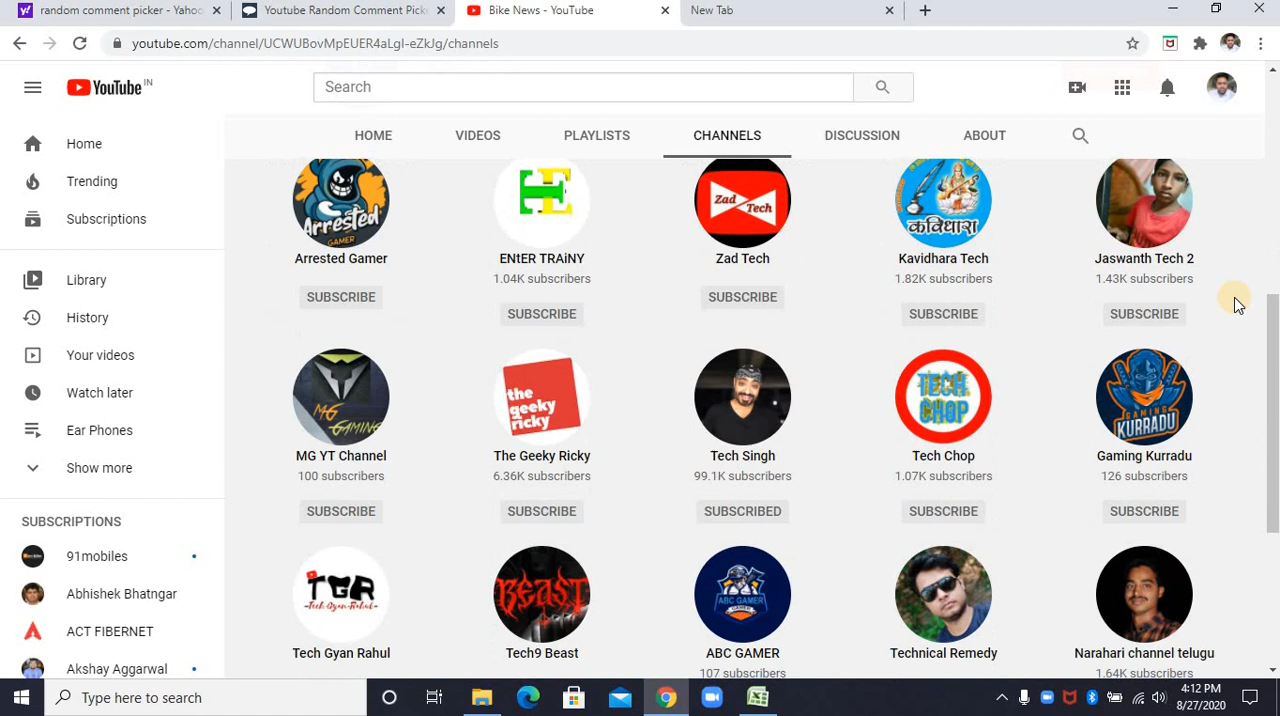 random comment picker - Yahoo
Youtube Random Comment Picke
Bike News - YouTube
New Tab
youtube.com/channel/UCWUBovMpEUER4aLgI-eZkJg/channels
YouTube IN
Search
HOME VIDEOS PLAYLISTS CHANNELS DISCUSSION ABOUT
Home
Trending
Subscriptions
Library
History
Your videos
Watch later
Ear Phones
Show more
SUBSCRIPTIONS
91mobiles
Abhishek Bhatngar
ACT FIBERNET
Akshay Aggarwal
Arrested
GAMER
Zad Tech
कविधारा
Arrested Gamer ENtER TRAiNY Zad Tech Kavidhara Tech Jaswanth Tech 2
1.04K subscribers 1.82K subscribers 1.43K subscribers
SUBSCRIBE SUBSCRIBE SUBSCRIBE SUBSCRIBE SUBSCRIBE
MG
GAMING
the
geeky
ricky
TECH
CHOP
GAMING
KURRADU
MG YT Channel The Geeky Ricky Tech Singh Tech Chop Gaming Kurradu
100 subscribers 6.36K subscribers 99.1K subscribers 1.07K subscribers 126 subscribers
SUBSCRIBE SUBSCRIBE SUBSCRIBED SUBSCRIBE SUBSCRIBE
TGR
Tech Gyan Rahul
BEAST
ABC GAMER
Tech Gyan Rahul Tech9 Beast ABC GAMER Technical Remedy Narahari channel telugu
107 subscribers 1.64K subscribers
Type here to search
4:12 PM
8/27/2020